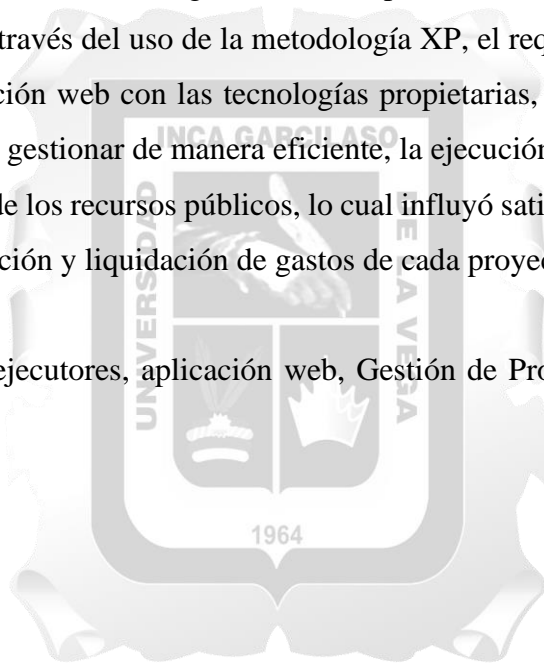 través del uso de la metodología XP, el req
ción web con las tecnologías propietarias,
gestionar de manera eficiente, la ejecución
de los recursos públicos, lo cual influyó sati
ción y liquidación de gastos de cada proyec
ejecutores, aplicación web, Gestión de Pro
INCA GARCILASO
UNIVERSIDAD
DE LA VEGA
1964